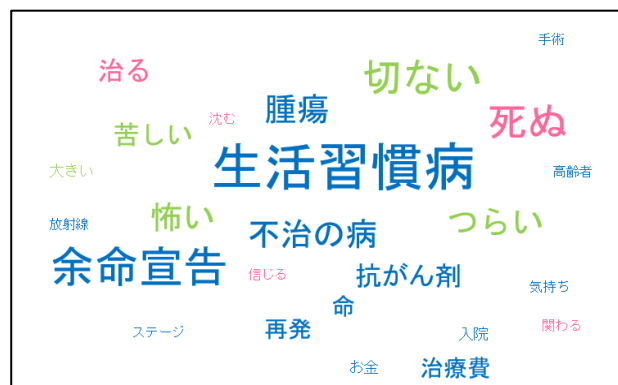 手術
治る
切ない
腫瘍
死ぬ
沈む
苦しい
生活習慣病
大きい
高齢者
怖い
つらい
放射線
不治の病
余命宣告
信じる
抗がん剤
気持ち
命
ステージ
再発
入院
関わる
お金
治療費